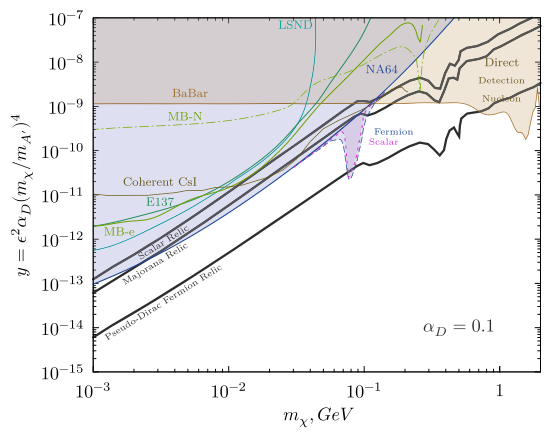 10⁻⁷
10⁻⁸
10⁻⁹
10⁻¹⁰
10⁻¹¹
10⁻¹²
10⁻¹³
10⁻¹⁴
10⁻¹⁵
y = ϵ²α_D(m_χ/m_A′)⁴
LSND
NA64
Direct
Detection
Nucleon
BaBar
MB-N
Fermion
Scalar
Coherent CsI
E137
MB-e
Scalar Relic
Majorana Relic
Pseudo-Dirac Fermion Relic
α_D = 0.1
10⁻³
10⁻²
10⁻¹
1
m_χ, GeV